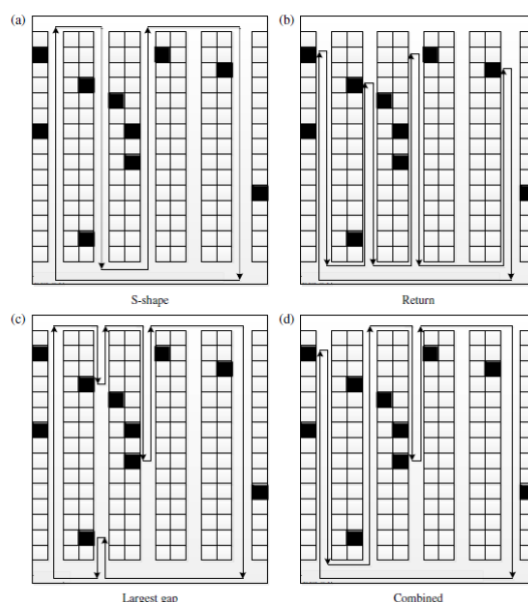 (a)
(b)
S-shape
Return
(c)
(d)
Largest gap
Combined